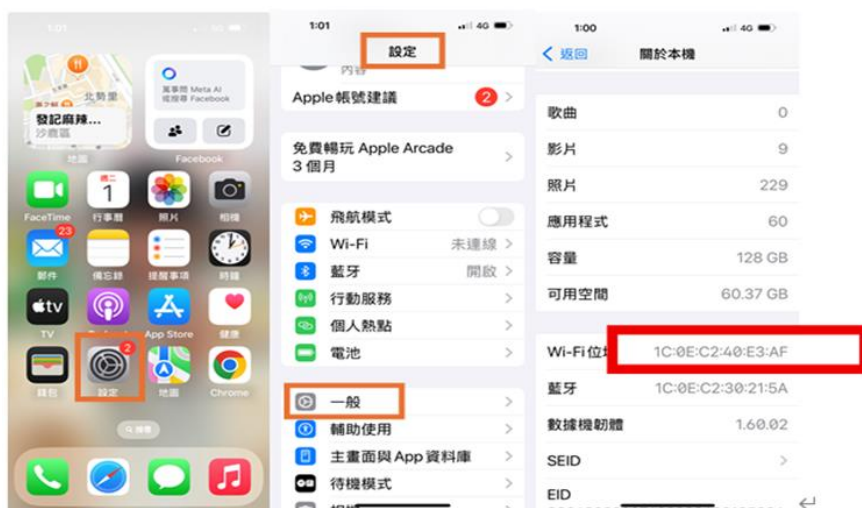 1:01
北勢里
發記麻辣...
沙鹿區
地圖
萬事問 Meta AI
或搜尋 Facebook
Facebook
週二
1
FaceTime
行事曆
照片
相機
23
郵件
備忘錄
提醒事項
時鐘
tv
TV
App Store
健康
2
錢包
設定
地圖
Chrome
搜尋
1:01
4G
設定
內容
Apple 帳號建議
2
免費暢玩 Apple Arcade
3 個月
飛航模式
Wi-Fi
未連線
藍牙
開啟
行動服務
個人熱點
電池
一般
輔助使用
主畫面與 App 資料庫
待機模式
1:00
4G
返回
關於本機
歌曲
0
影片
9
照片
229
應用程式
60
容量
128 GB
可用空間
60.37 GB
Wi-Fi 位
1C:0E:C2:40:E3:AF
藍牙
1C:0E:C2:30:21:5A
數據機韌體
1.60.02
SEID
EID